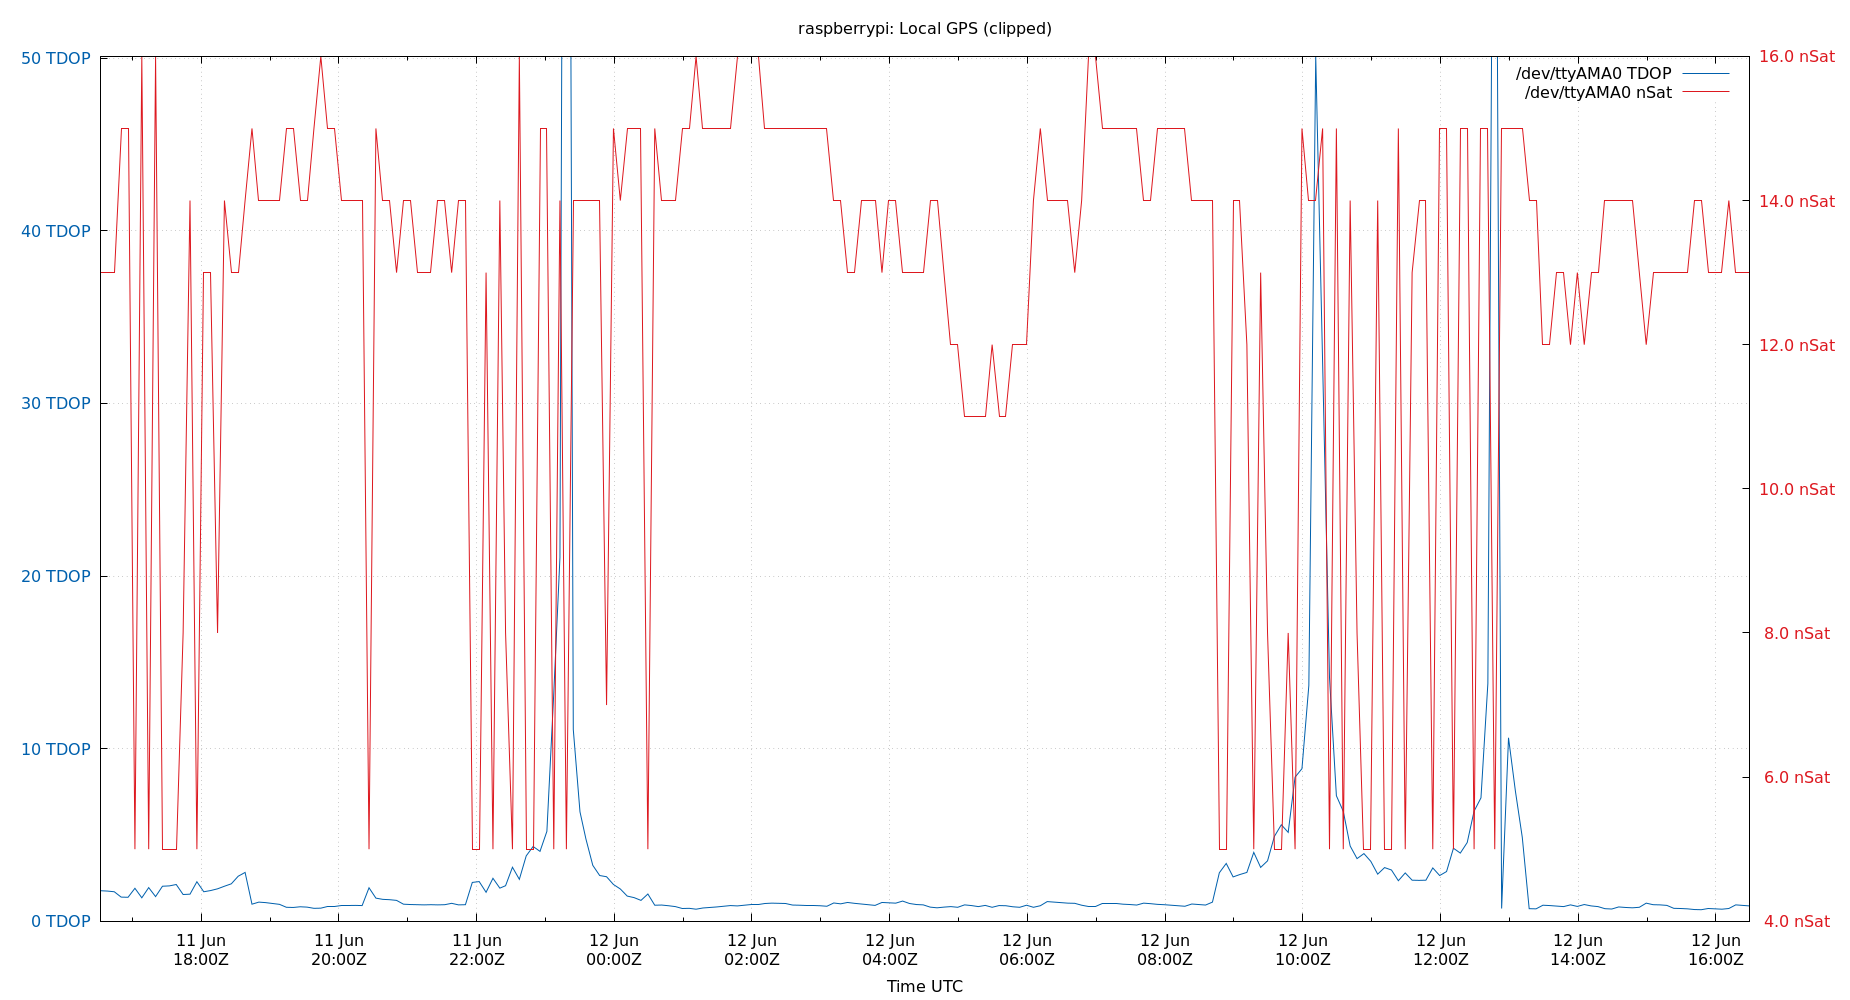 raspberrypi: Local GPS (clipped)
50 TDOP
40 TDOP
30 TDOP
20 TDOP
10 TDOP
0 TDOP
16.0 nSat
14.0 nSat
12.0 nSat
10.0 nSat
8.0 nSat
6.0 nSat
4.0 nSat
/dev/ttyAMA0 TDOP
/dev/ttyAMA0 nSat
11 Jun
18:00Z
11 Jun
20:00Z
11 Jun
22:00Z
12 Jun
00:00Z
12 Jun
02:00Z
12 Jun
04:00Z
12 Jun
06:00Z
12 Jun
08:00Z
12 Jun
10:00Z
12 Jun
12:00Z
12 Jun
14:00Z
12 Jun
16:00Z
Time UTC